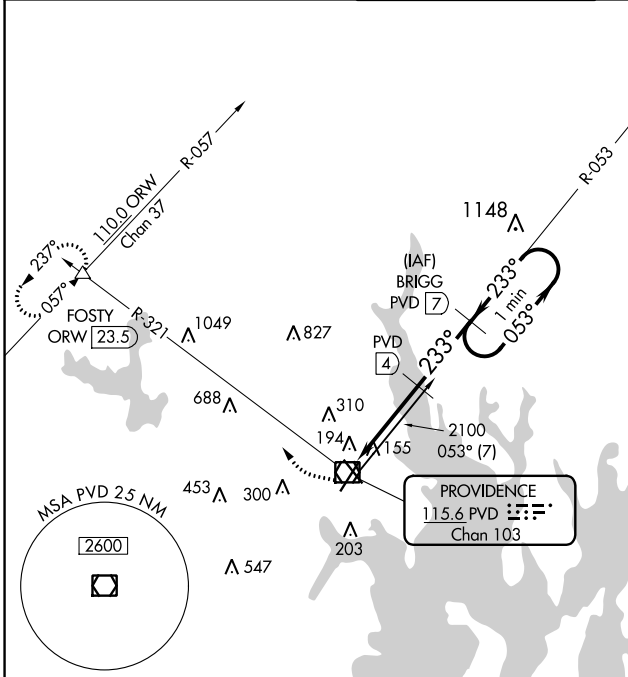 R-057
R-053
110.0 ORW
Chan 37
1148
237°
057°
(IAF)
BRIGG
PVD 7
233°
1 min
053°
FOSTY
ORW 23.5
R-321
1049
827
PVD
4
233°
688
310
194
155
2100
053° (7)
MSA PVD 25 NM
2600
453
300
PROVIDENCE
115.6 PVD
Chan 103
203
547